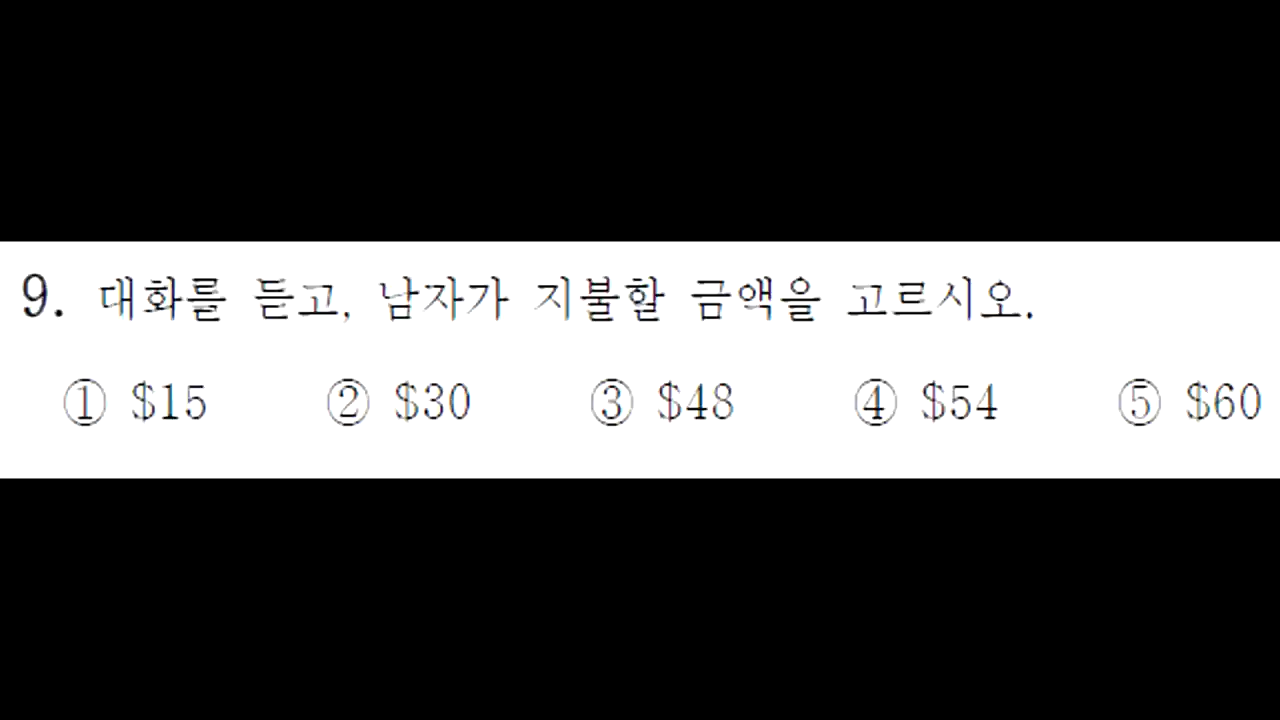 9. 대화를 듣고, 남자가 지불할 금액을 고르시오.
① $15 ② $30 ③ $48 ④ $54 ⑤ $60